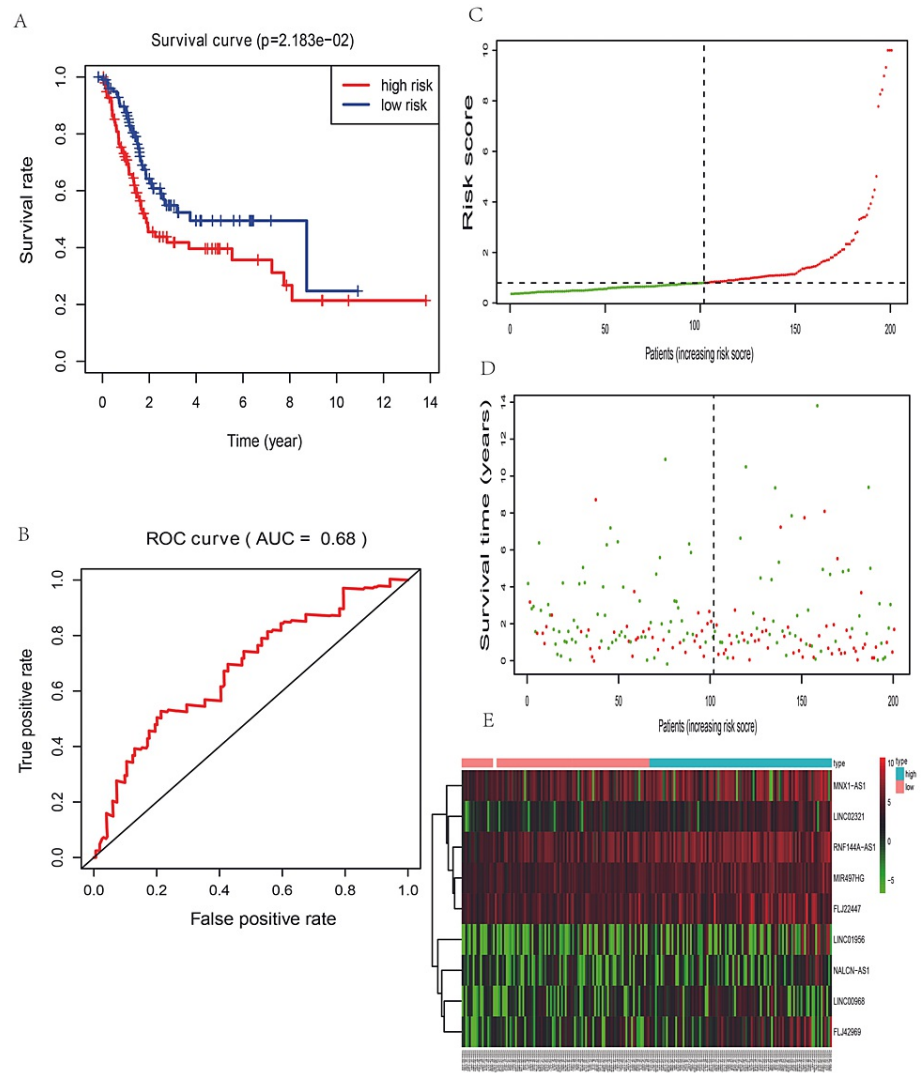 A
Survival curve (p=2.183e−02)
high risk
low risk
Survival rate
0.0
0.2
0.4
0.6
0.8
1.0
0 2 4 6 8 10 12 14
Time (year)
B
ROC curve ( AUC = 0.68 )
True positive rate
0.0
0.2
0.4
0.6
0.8
1.0
0.0 0.2 0.4 0.6 0.8 1.0
False positive rate
C
Risk score
0
2
4
6
8
10
0 50 100 150 200
Patients (increasing risk socre)
D
Survival time (years)
0
2
4
6
8
10
12
14
0 50 100 150 200
Patients (increasing risk socre)
E
type
MNX1−AS1
LINC02321
RNF144A−AS1
MIR497HG
FLJ22447
LINC01956
NALCN−AS1
LINC00968
FLJ42969
10
5
0
−5
type
high
low